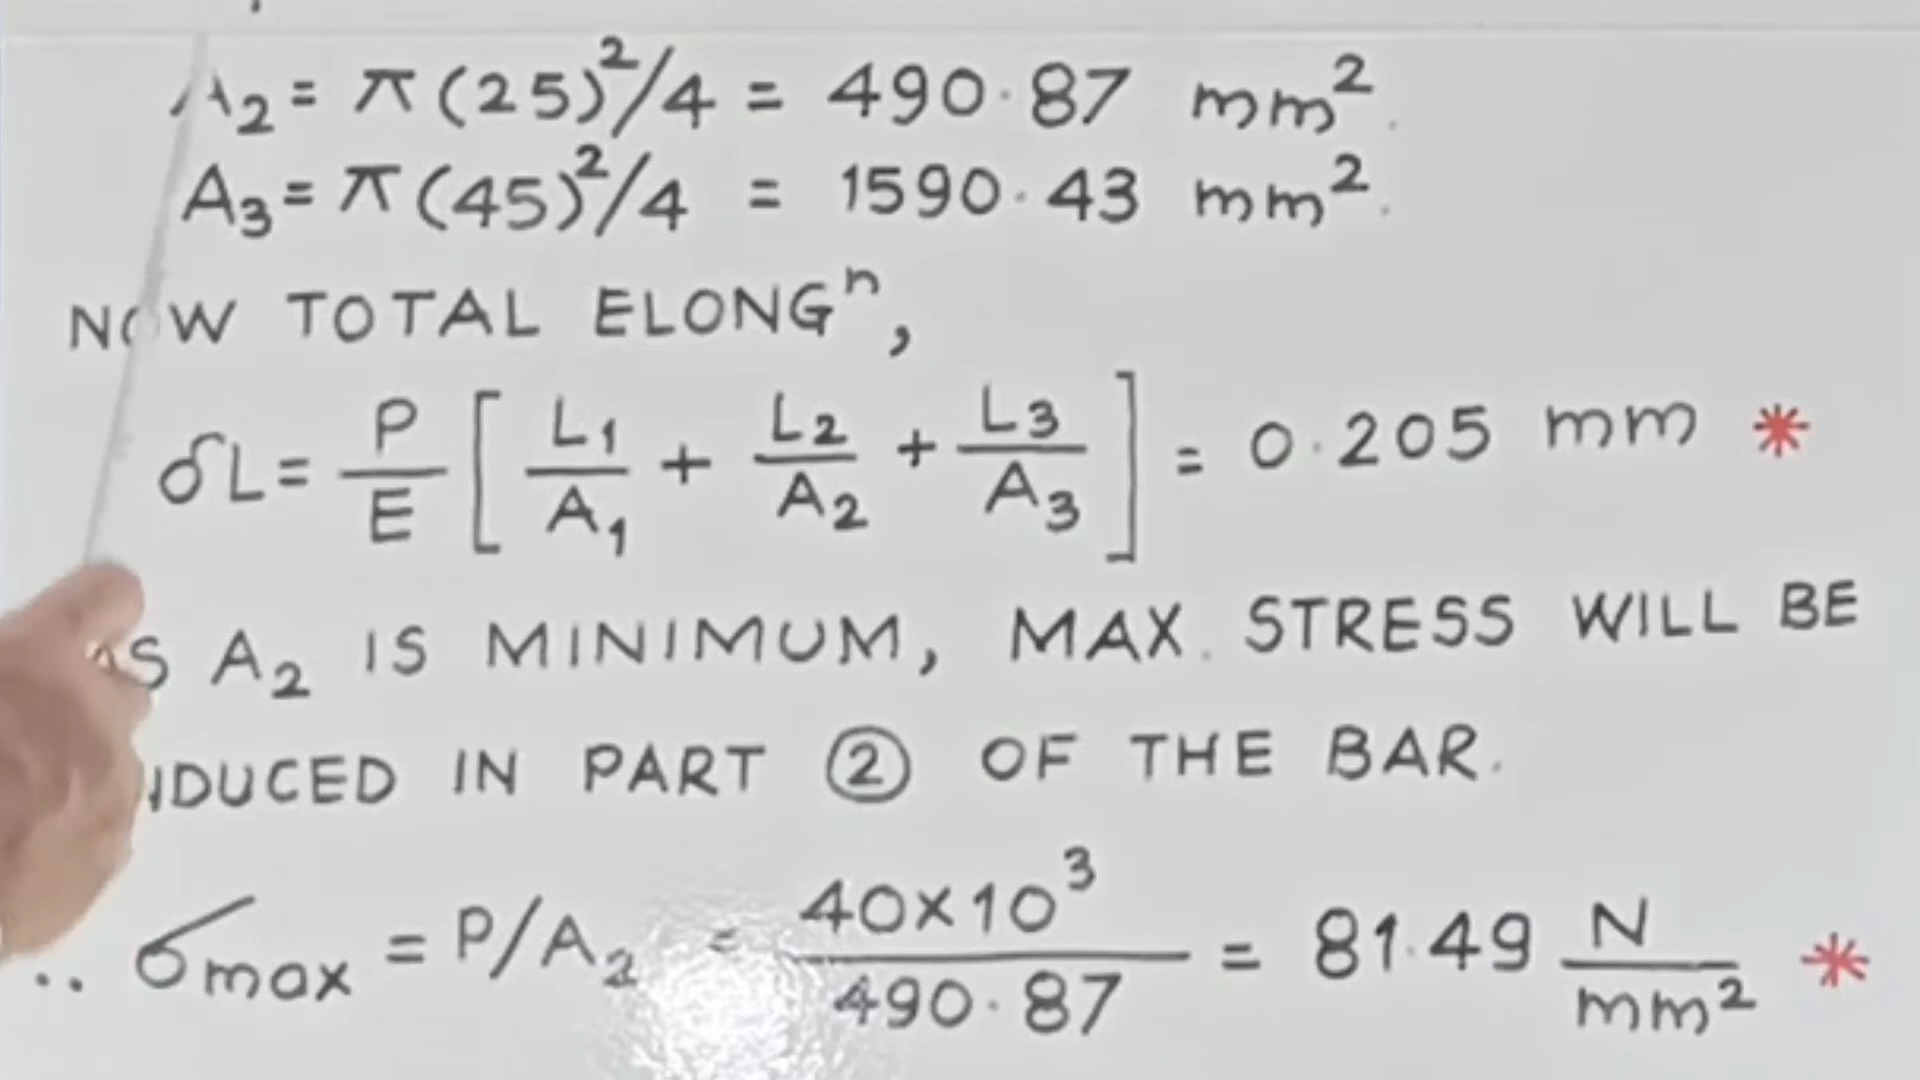 A₂ = π(25)²/4 = 490.87 mm².
A₃ = π(45)²/4 = 1590.43 mm².
NOW TOTAL ELONGⁿ,
δL = P/E [ L₁/A₁ + L₂/A₂ + L₃/A₃ ] = 0.205 mm *
AS A₂ IS MINIMUM, MAX. STRESS WILL BE
INDUCED IN PART ② OF THE BAR.
∴ σmax = P/A₂ = 40×10³/490.87 = 81.49 N/mm² *